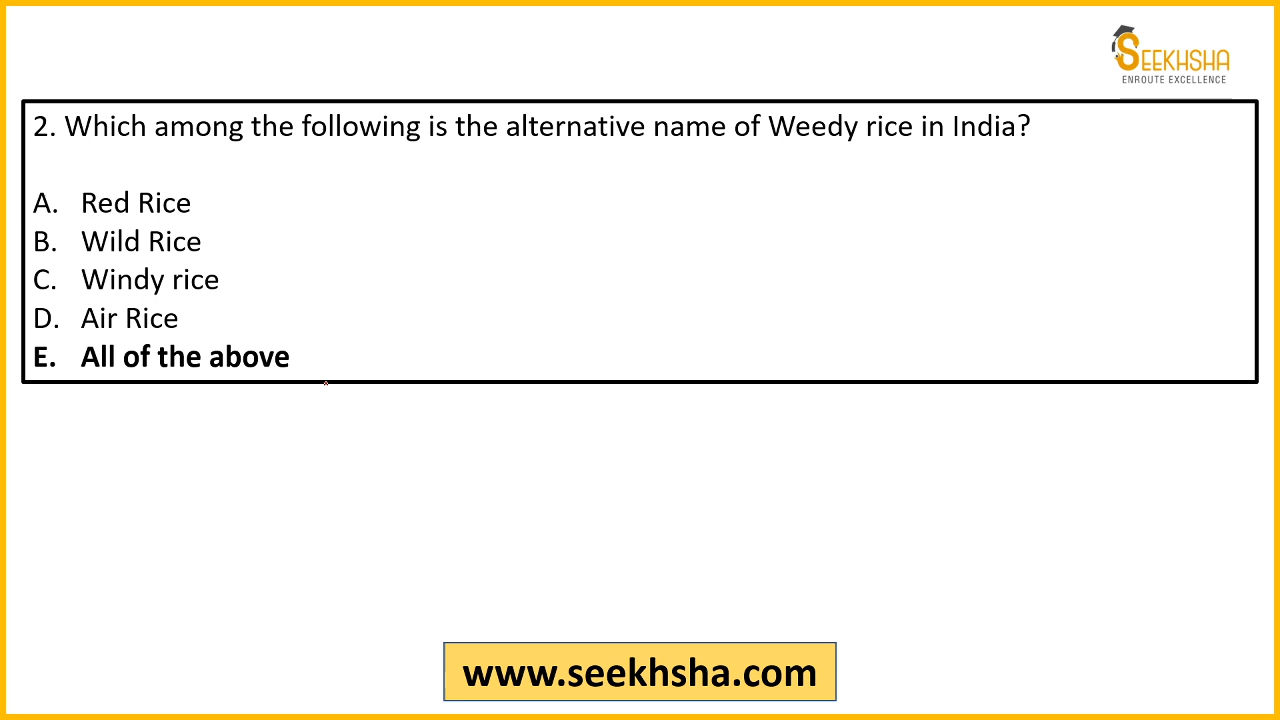 SEEKHSHA
ENROUTE EXCELLENCE
2. Which among the following is the alternative name of Weedy rice in India?
A. Red Rice
B. Wild Rice
C. Windy rice
D. Air Rice
E. All of the above
www.seekhsha.com